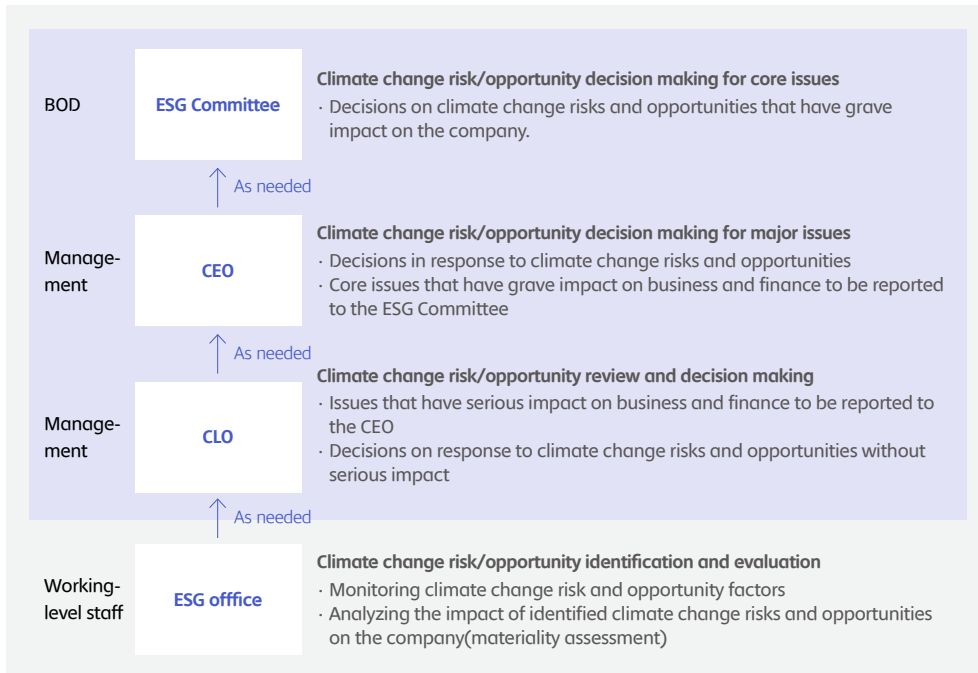 BOD
ESG Committee
Climate change risk/opportunity decision making for core issues
· Decisions on climate change risks and opportunities that have grave
impact on the company.
As needed
Manage-
ment
CEO
Climate change risk/opportunity decision making for major issues
· Decisions in response to climate change risks and opportunities
· Core issues that have grave impact on business and finance to be reported
to the ESG Committee
As needed
Manage-
ment
CLO
Climate change risk/opportunity review and decision making
· Issues that have serious impact on business and finance to be reported to
the CEO
· Decisions on response to climate change risks and opportunities without
serious impact
As needed
Working-
level staff
ESG offfice
Climate change risk/opportunity identification and evaluation
· Monitoring climate change risk and opportunity factors
· Analyzing the impact of identified climate change risks and opportunities
on the company(materiality assessment)